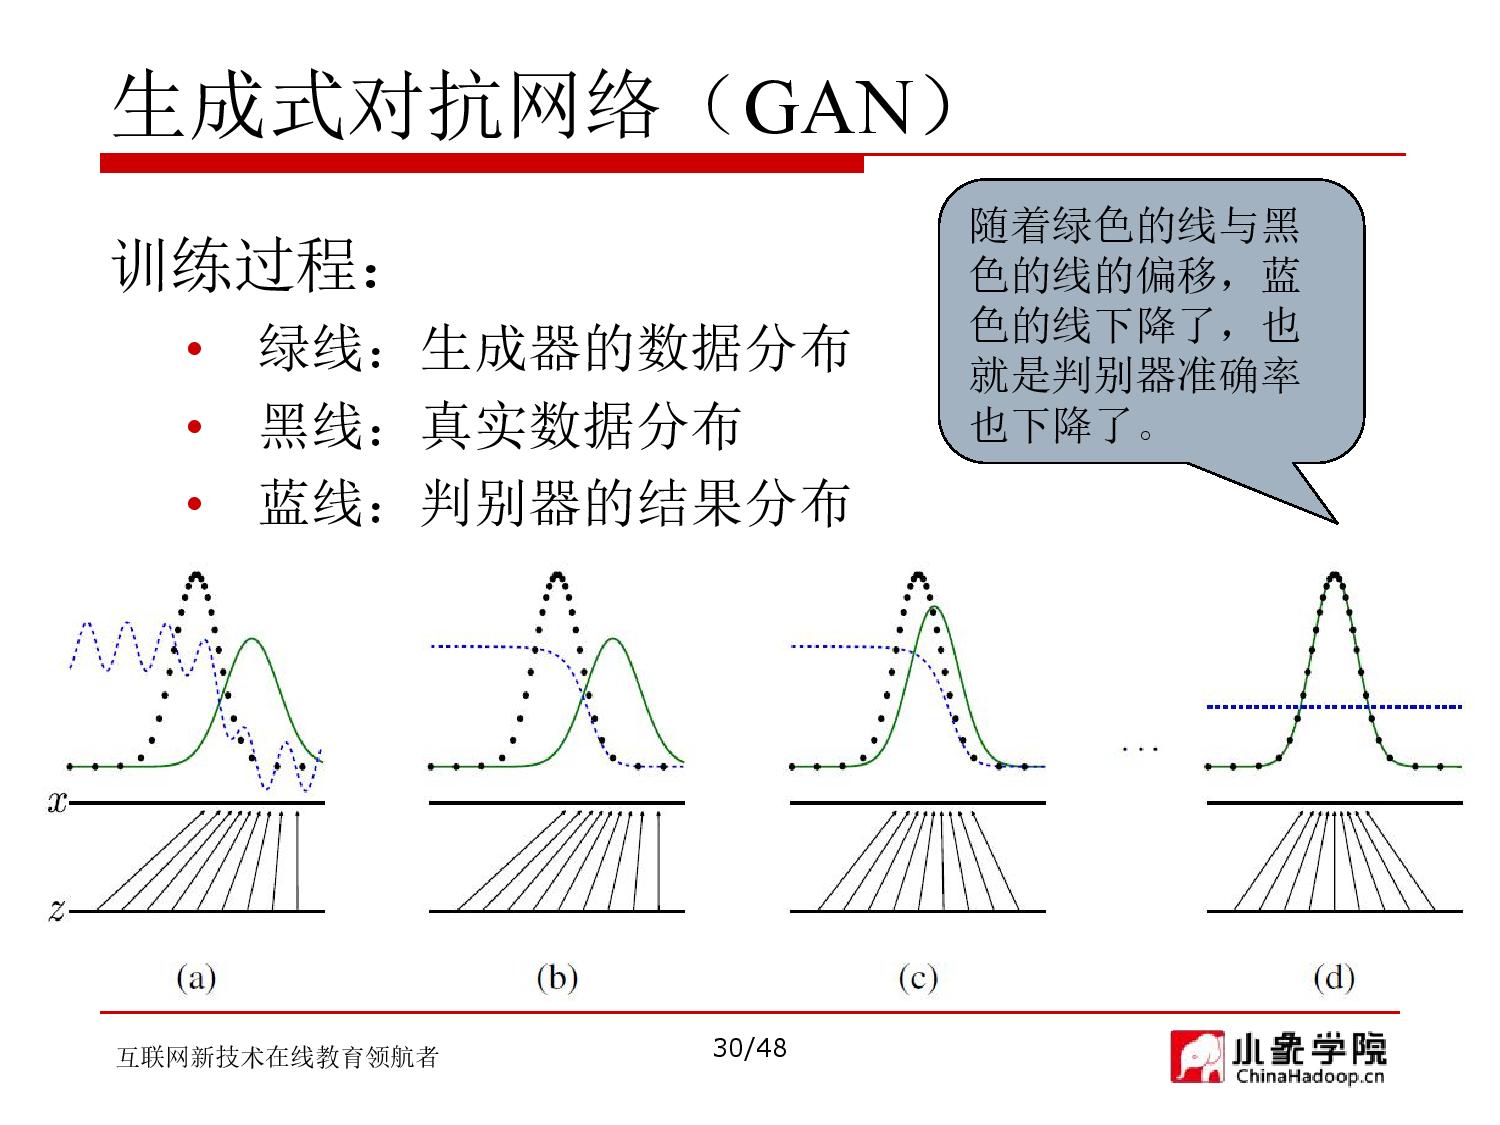 生成式对抗网络（GAN）
训练过程：
• 绿线：生成器的数据分布
• 黑线：真实数据分布
• 蓝线：判别器的结果分布
随着绿色的线与黑
色的线的偏移，蓝
色的线下降了，也
就是判别器准确率
也下降了。
x
z
. . .
(a)
(b)
(c)
(d)
互联网新技术在线教育领航者
30/48
小象学院
ChinaHadoop.cn